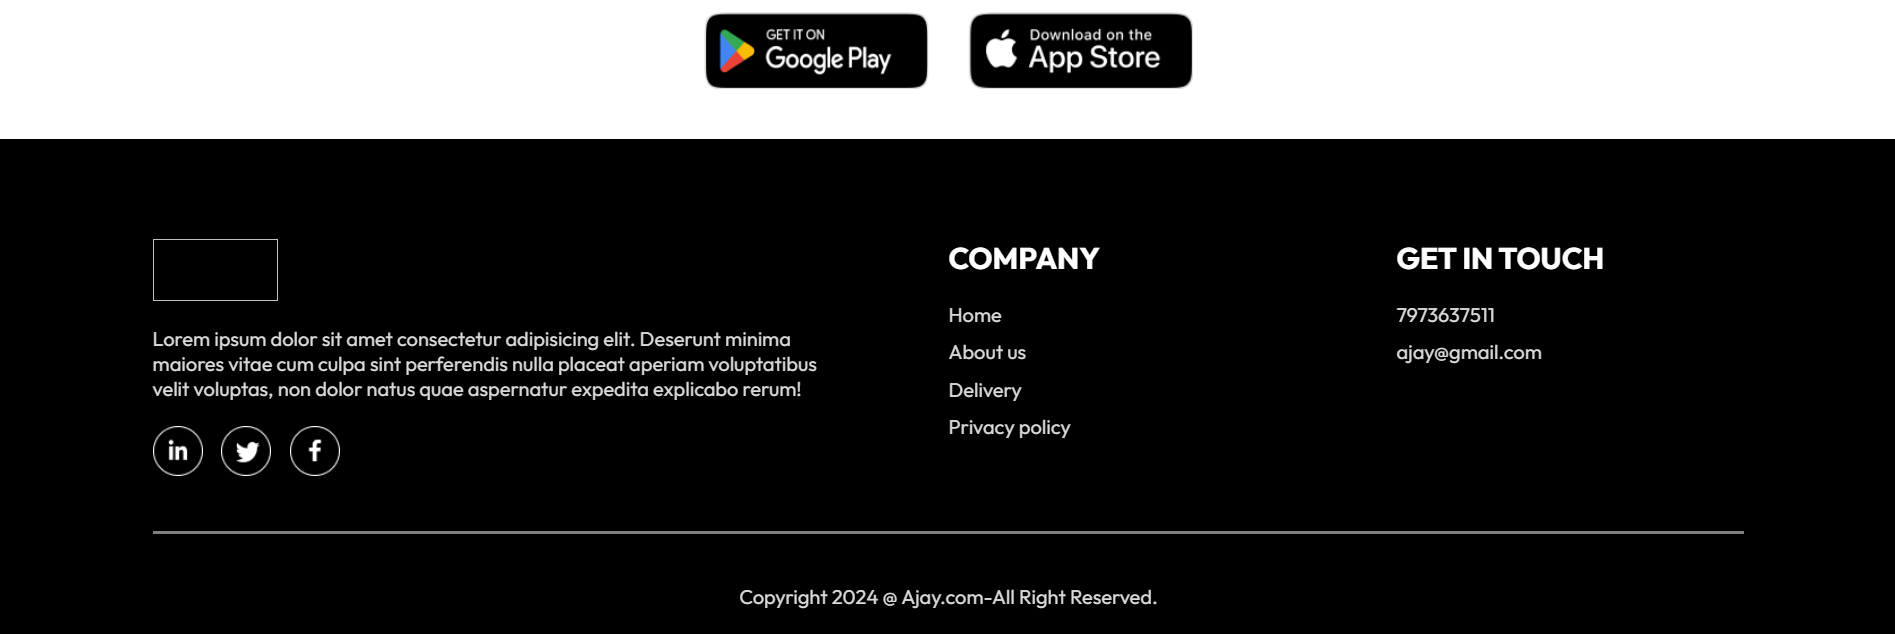 GET IT ON
Google Play
Download on the
App Store
Lorem ipsum dolor sit amet consectetur adipisicing elit. Deserunt minima
maiores vitae cum culpa sint perferendis nulla placeat aperiam voluptatibus
velit voluptas, non dolor natus quae aspernatur expedita explicabo rerum!
in
f
COMPANY
Home
About us
Delivery
Privacy policy
GET IN TOUCH
7973637511
ajay@gmail.com
Copyright 2024 @ Ajay.com-All Right Reserved.